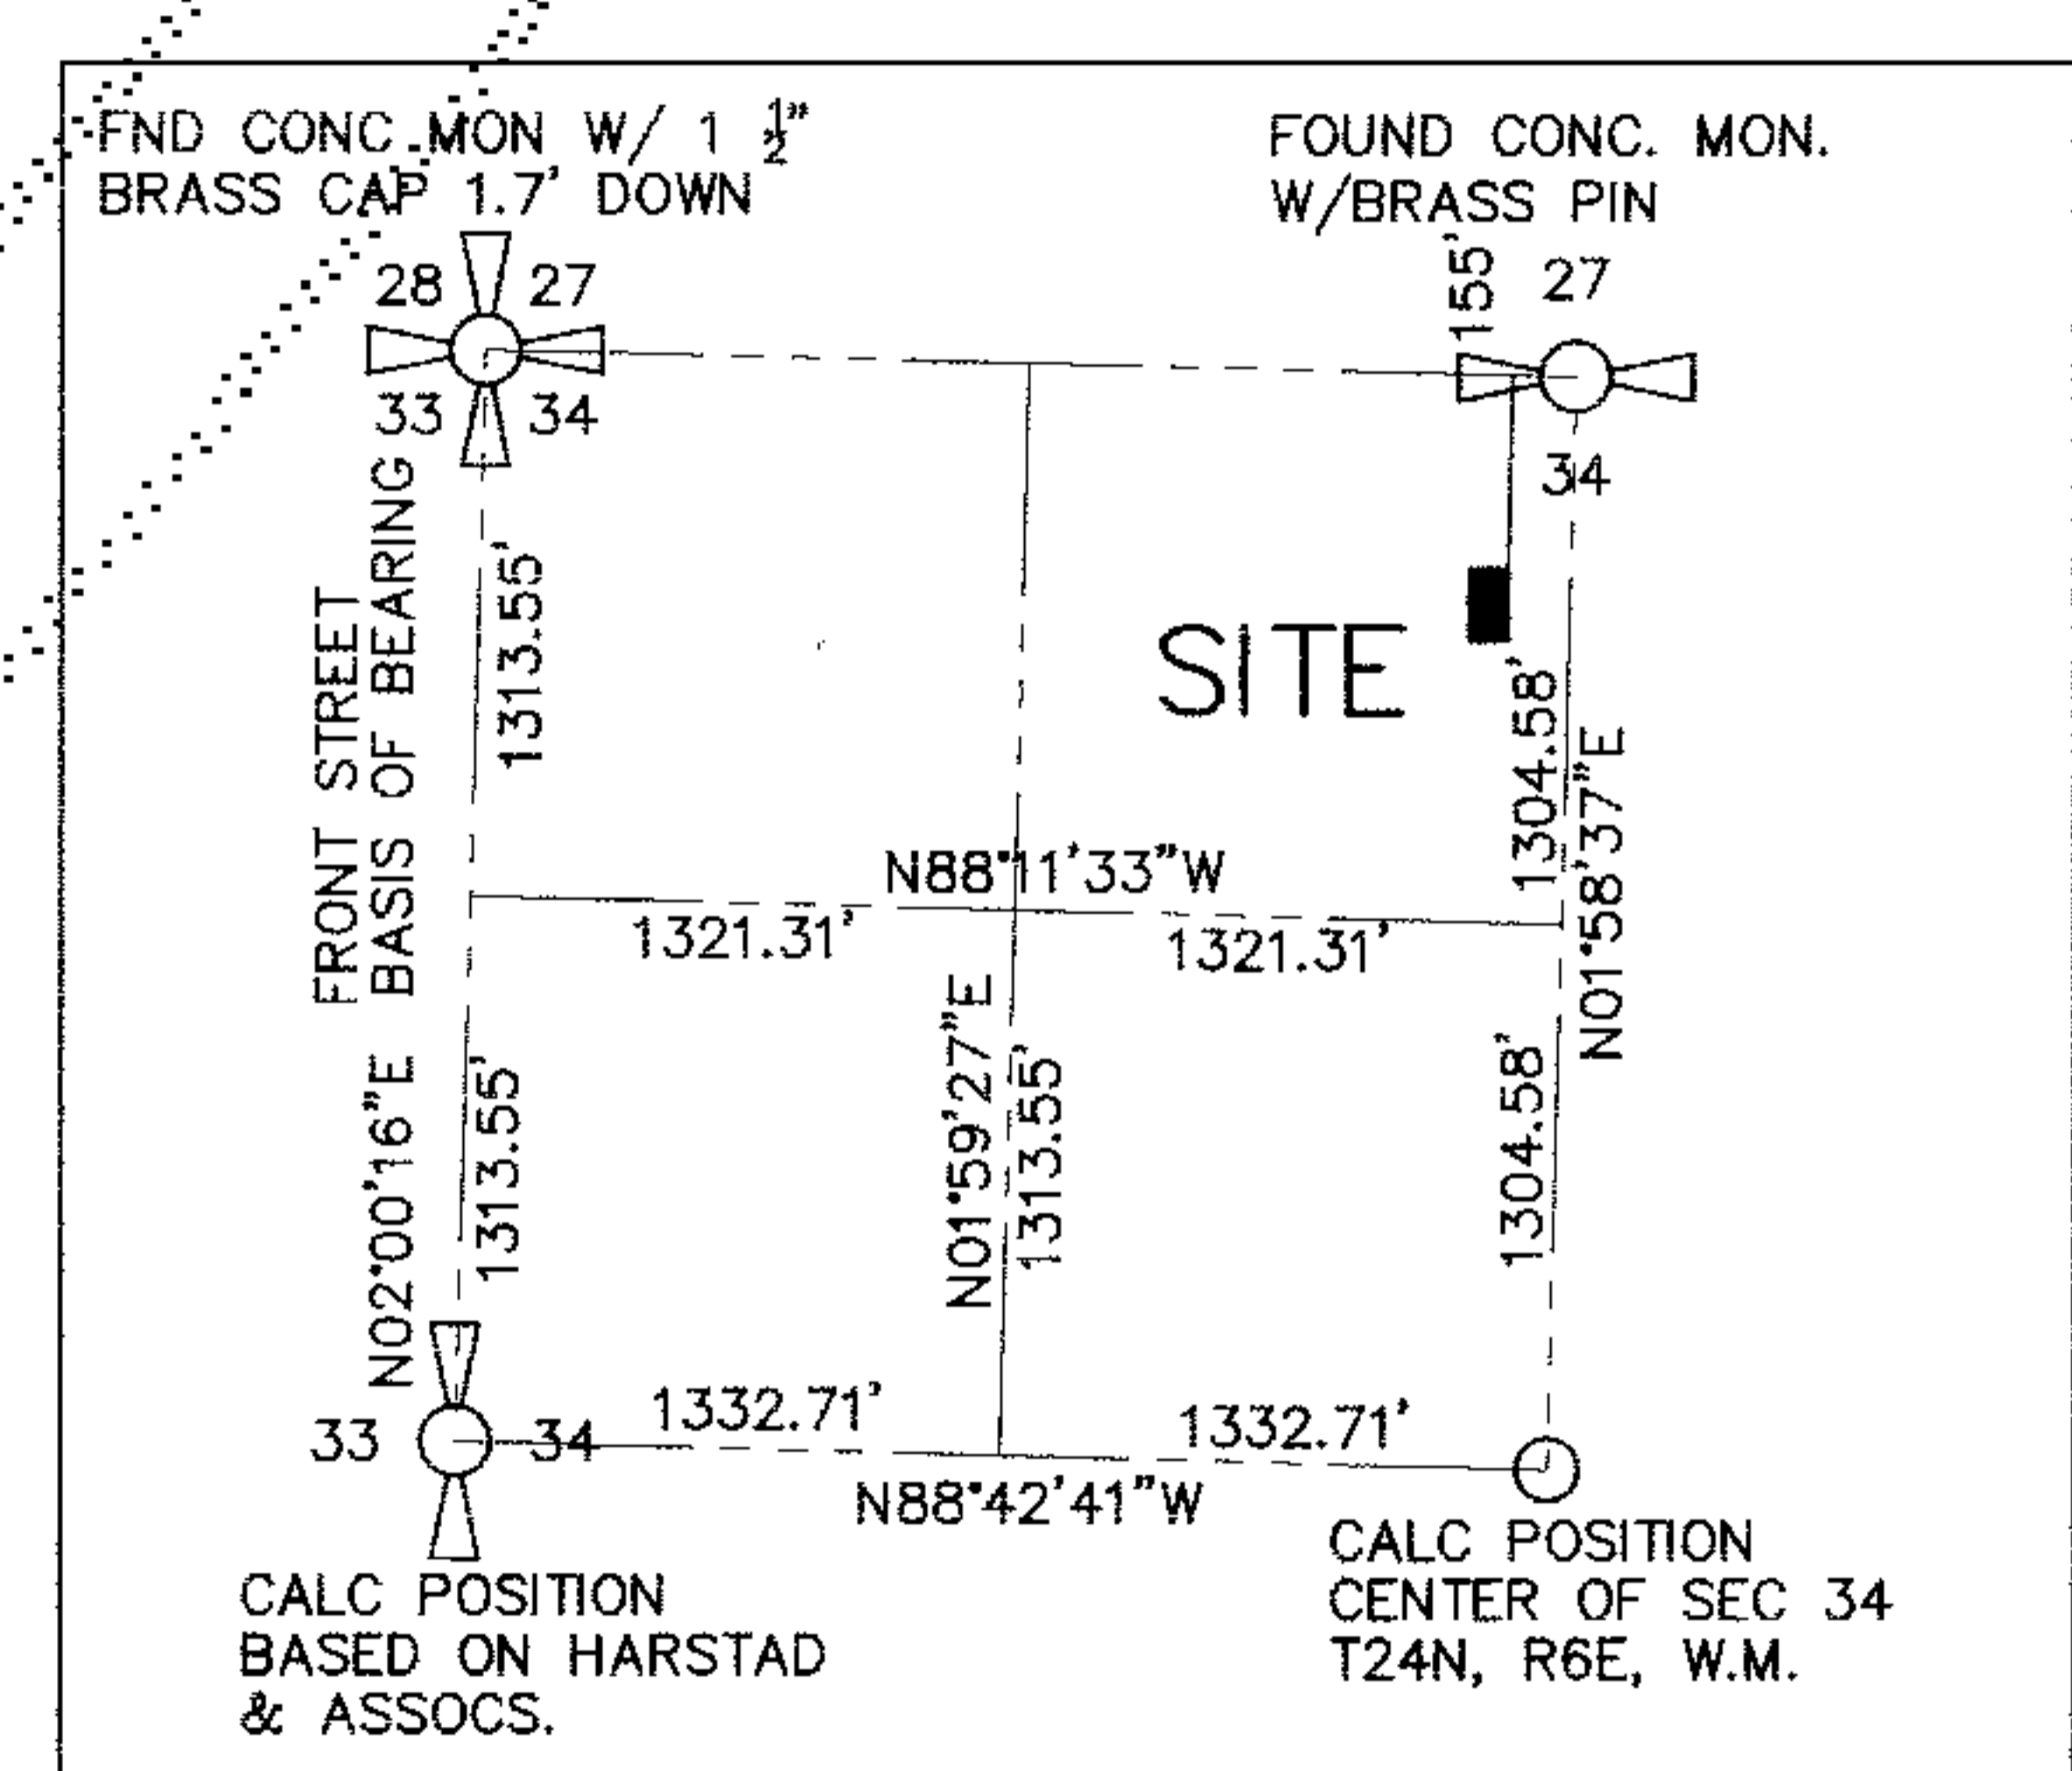 FND CONC MON W/ 1 ½"
BRASS CAP 1.7' DOWN
FOUND CONC. MON.
W/BRASS PIN
28 27
33 34
155'
27
34
FRONT STREET
N02°00'16"E BASIS OF BEARING
1313.55'
1313.55'
SITE
1304.58'
1304.58'
N01°58'37"E
N88°11'33"W
1321.31'
1321.31'
N01°59'27"E
1313.55'
33 34
1332.71'
1332.71'
N88°42'41"W
CALC POSITION
BASED ON HARSTAD
& ASSOCS.
CALC POSITION
CENTER OF SEC 34
T24N, R6E, W.M.